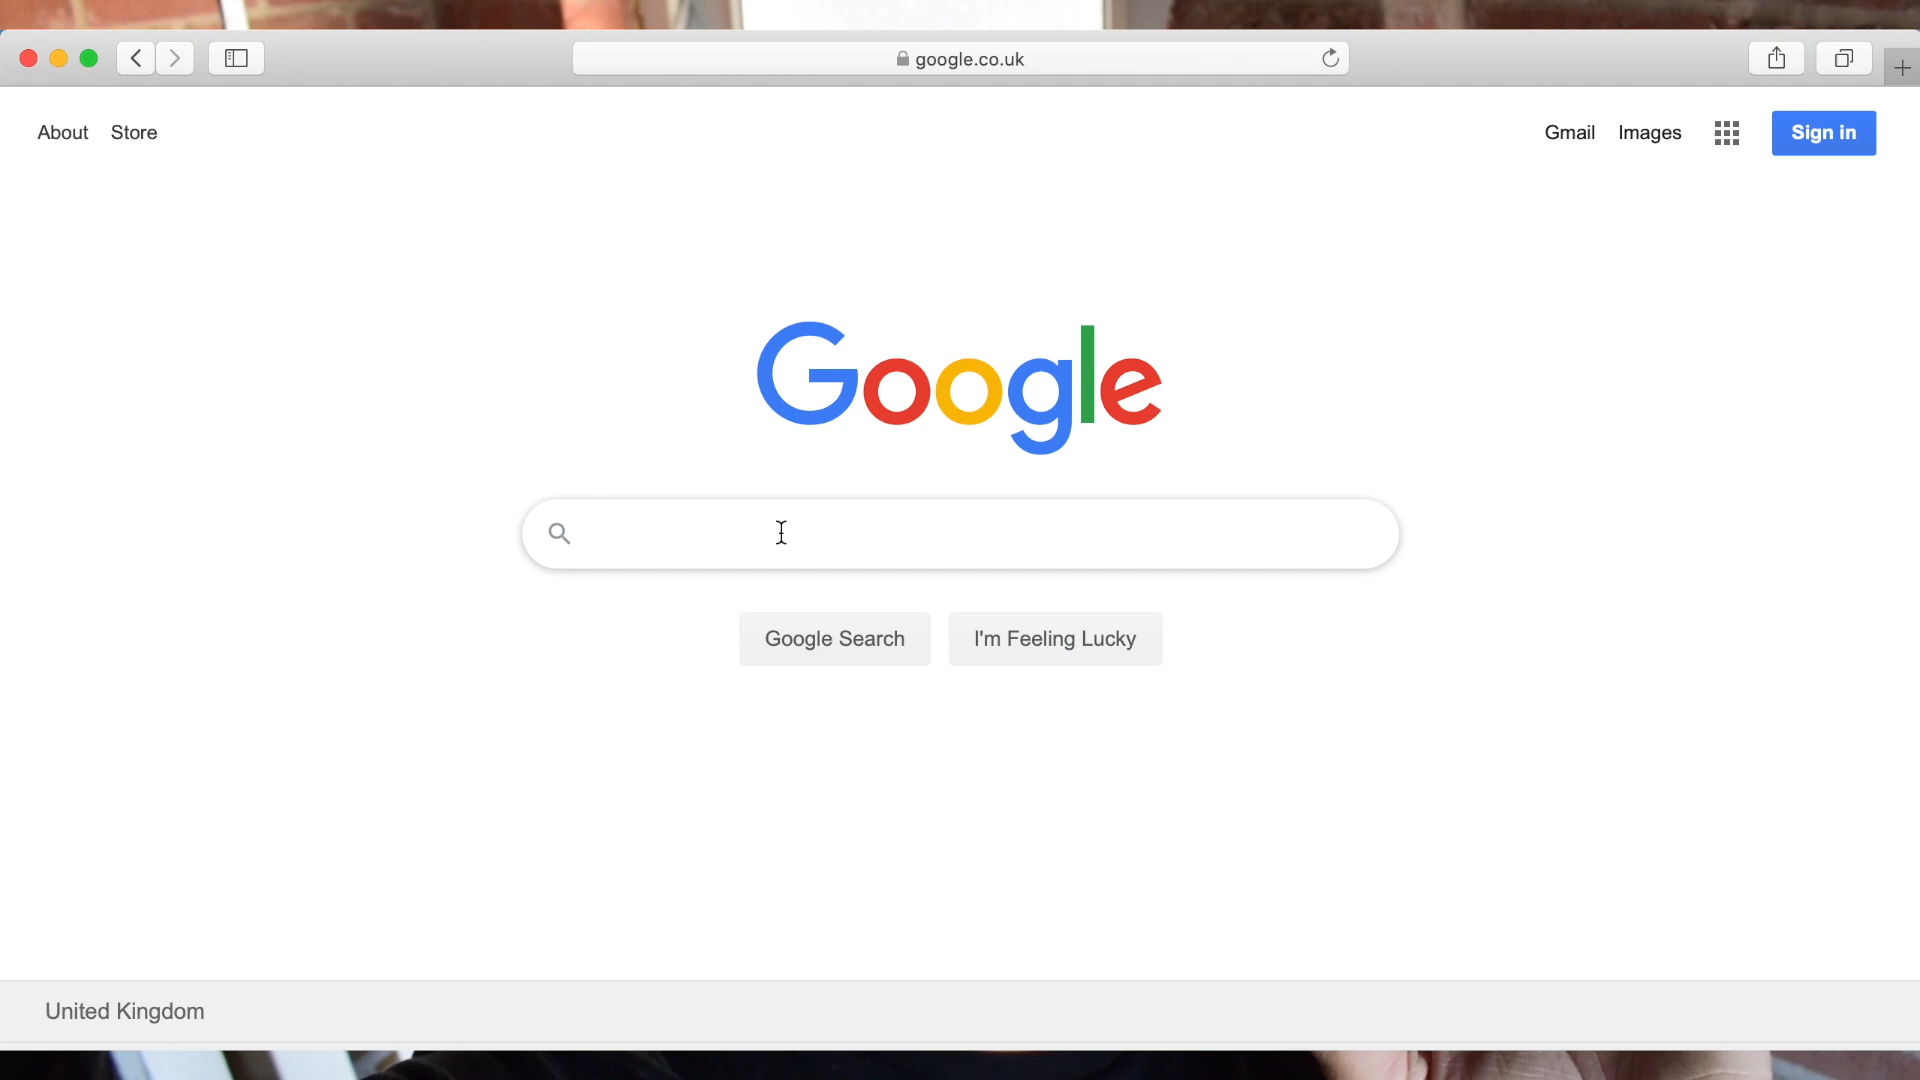 google.co.uk
About Store
Gmail Images Sign in
Google
Google Search I'm Feeling Lucky
United Kingdom